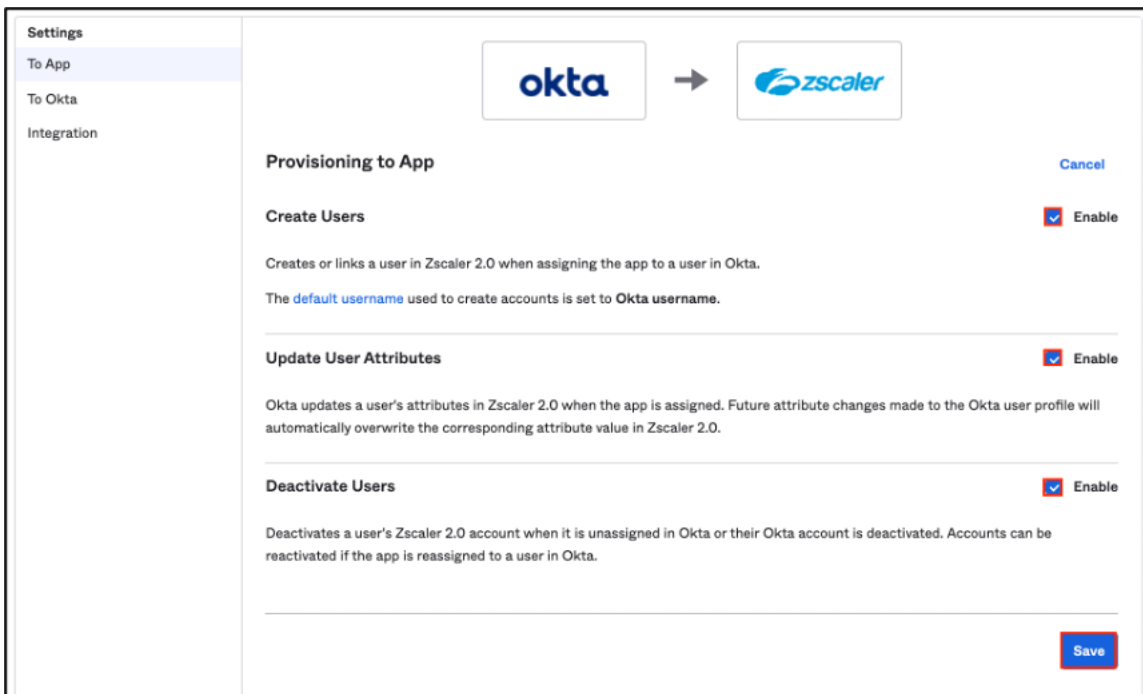 Settings
To App
To Okta
Integration
okta
zscaler
Provisioning to App
Cancel
Create Users
Enable
Creates or links a user in Zscaler 2.0 when assigning the app to a user in Okta.
The default username used to create accounts is set to Okta username.
Update User Attributes
Enable
Okta updates a user's attributes in Zscaler 2.0 when the app is assigned. Future attribute changes made to the Okta user profile will
automatically overwrite the corresponding attribute value in Zscaler 2.0.
Deactivate Users
Enable
Deactivates a user's Zscaler 2.0 account when it is unassigned in Okta or their Okta account is deactivated. Accounts can be
reactivated if the app is reassigned to a user in Okta.
Save